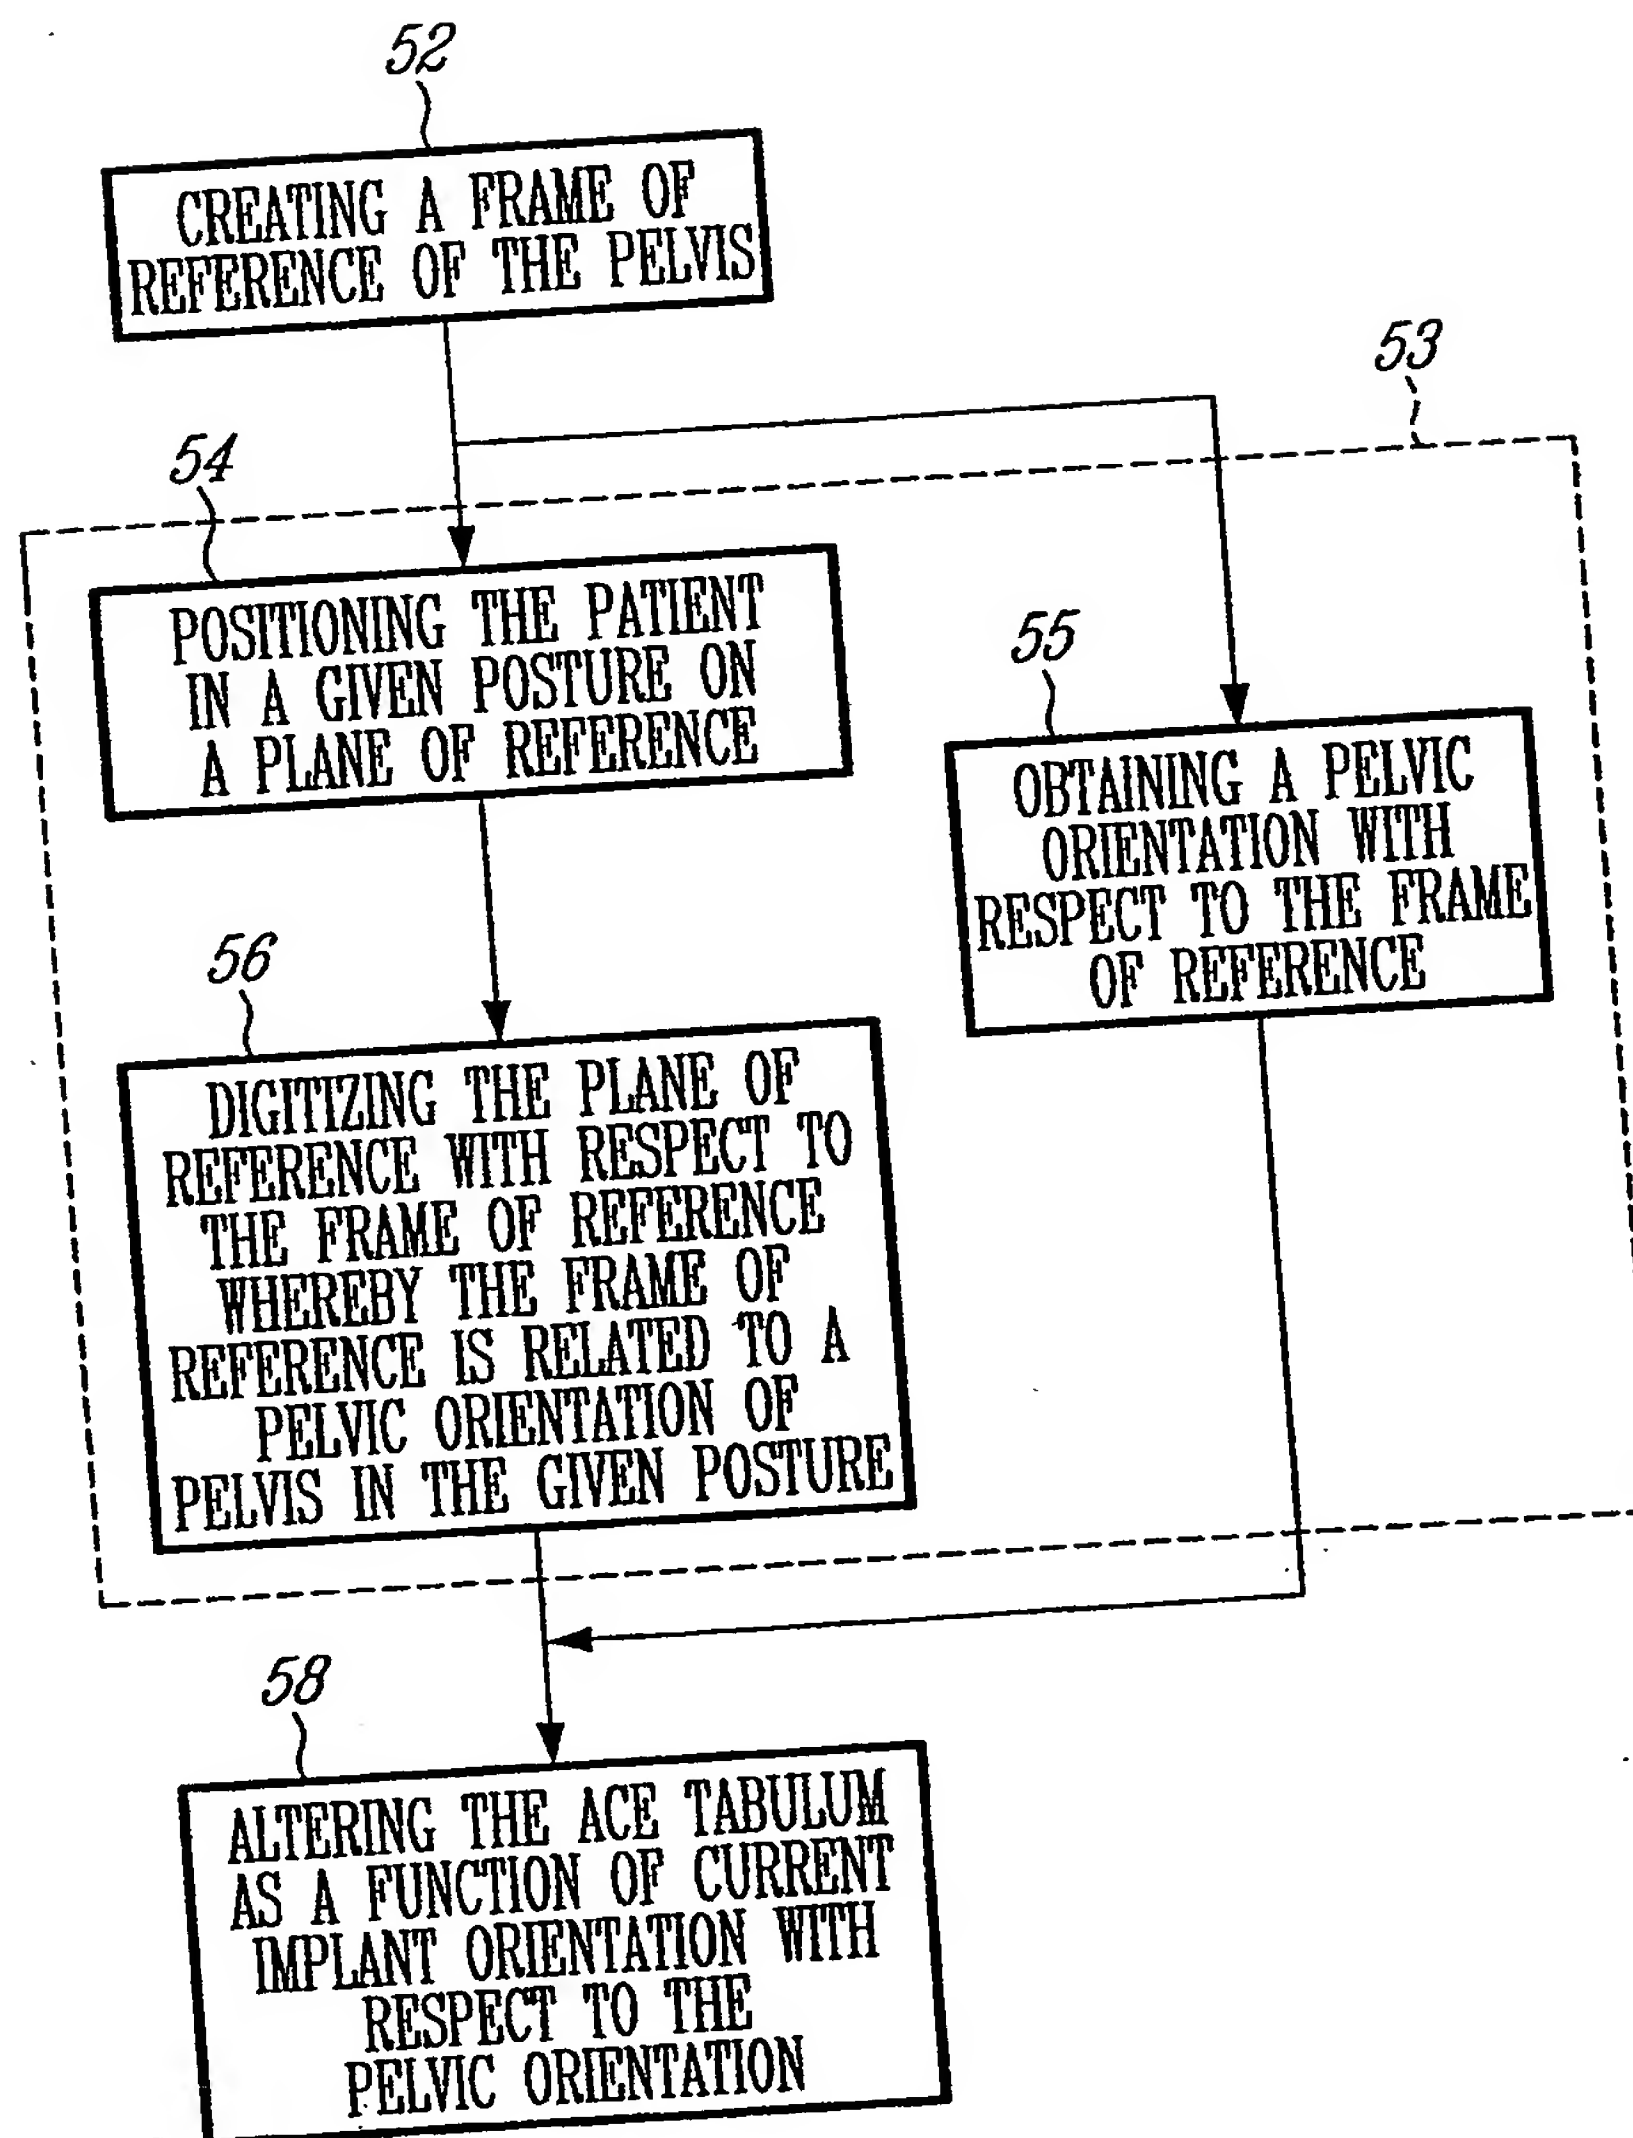 52
CREATING A FRAME OF
REFERENCE OF THE PELVIS
53
54
POSITIONING THE PATIENT
IN A GIVEN POSTURE ON
A PLANE OF REFERENCE
55
OBTAINING A PELVIC
ORIENTATION WITH
RESPECT TO THE FRAME
OF REFERENCE
56
DIGITIZING THE PLANE OF
REFERENCE WITH RESPECT TO
THE FRAME OF REFERENCE
WHEREBY THE FRAME OF
REFERENCE IS RELATED TO A
PELVIC ORIENTATION OF
PELVIS IN THE GIVEN POSTURE
58
ALTERING THE ACE TABULUM
AS A FUNCTION OF CURRENT
IMPLANT ORIENTATION WITH
RESPECT TO THE
PELVIC ORIENTATION